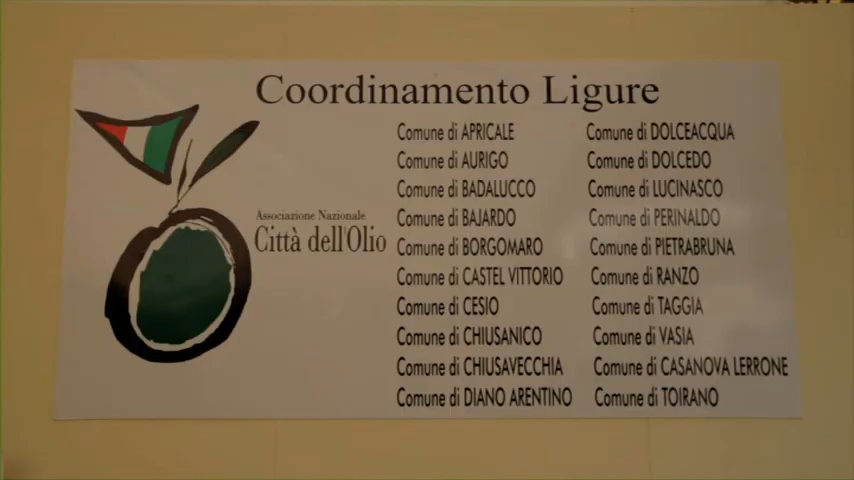 Coordinamento Ligure
Associazione Nazionale
Città dell'Olio
Comune di APRICALE
Comune di AURIGO
Comune di BADALUCCO
Comune di BAJARDO
Comune di BORGOMARO
Comune di CASTEL VITTORIO
Comune di CESIO
Comune di CHIUSANICO
Comune di CHIUSAVECCHIA
Comune di DIANO ARENTINO
Comune di DOLCEACQUA
Comune di DOLCEDO
Comune di LUCINASCO
Comune di PERINALDO
Comune di PIETRABRUNA
Comune di RANZO
Comune di TAGGIA
Comune di VASIA
Comune di CASANOVA LERRONE
Comune di TOIRANO